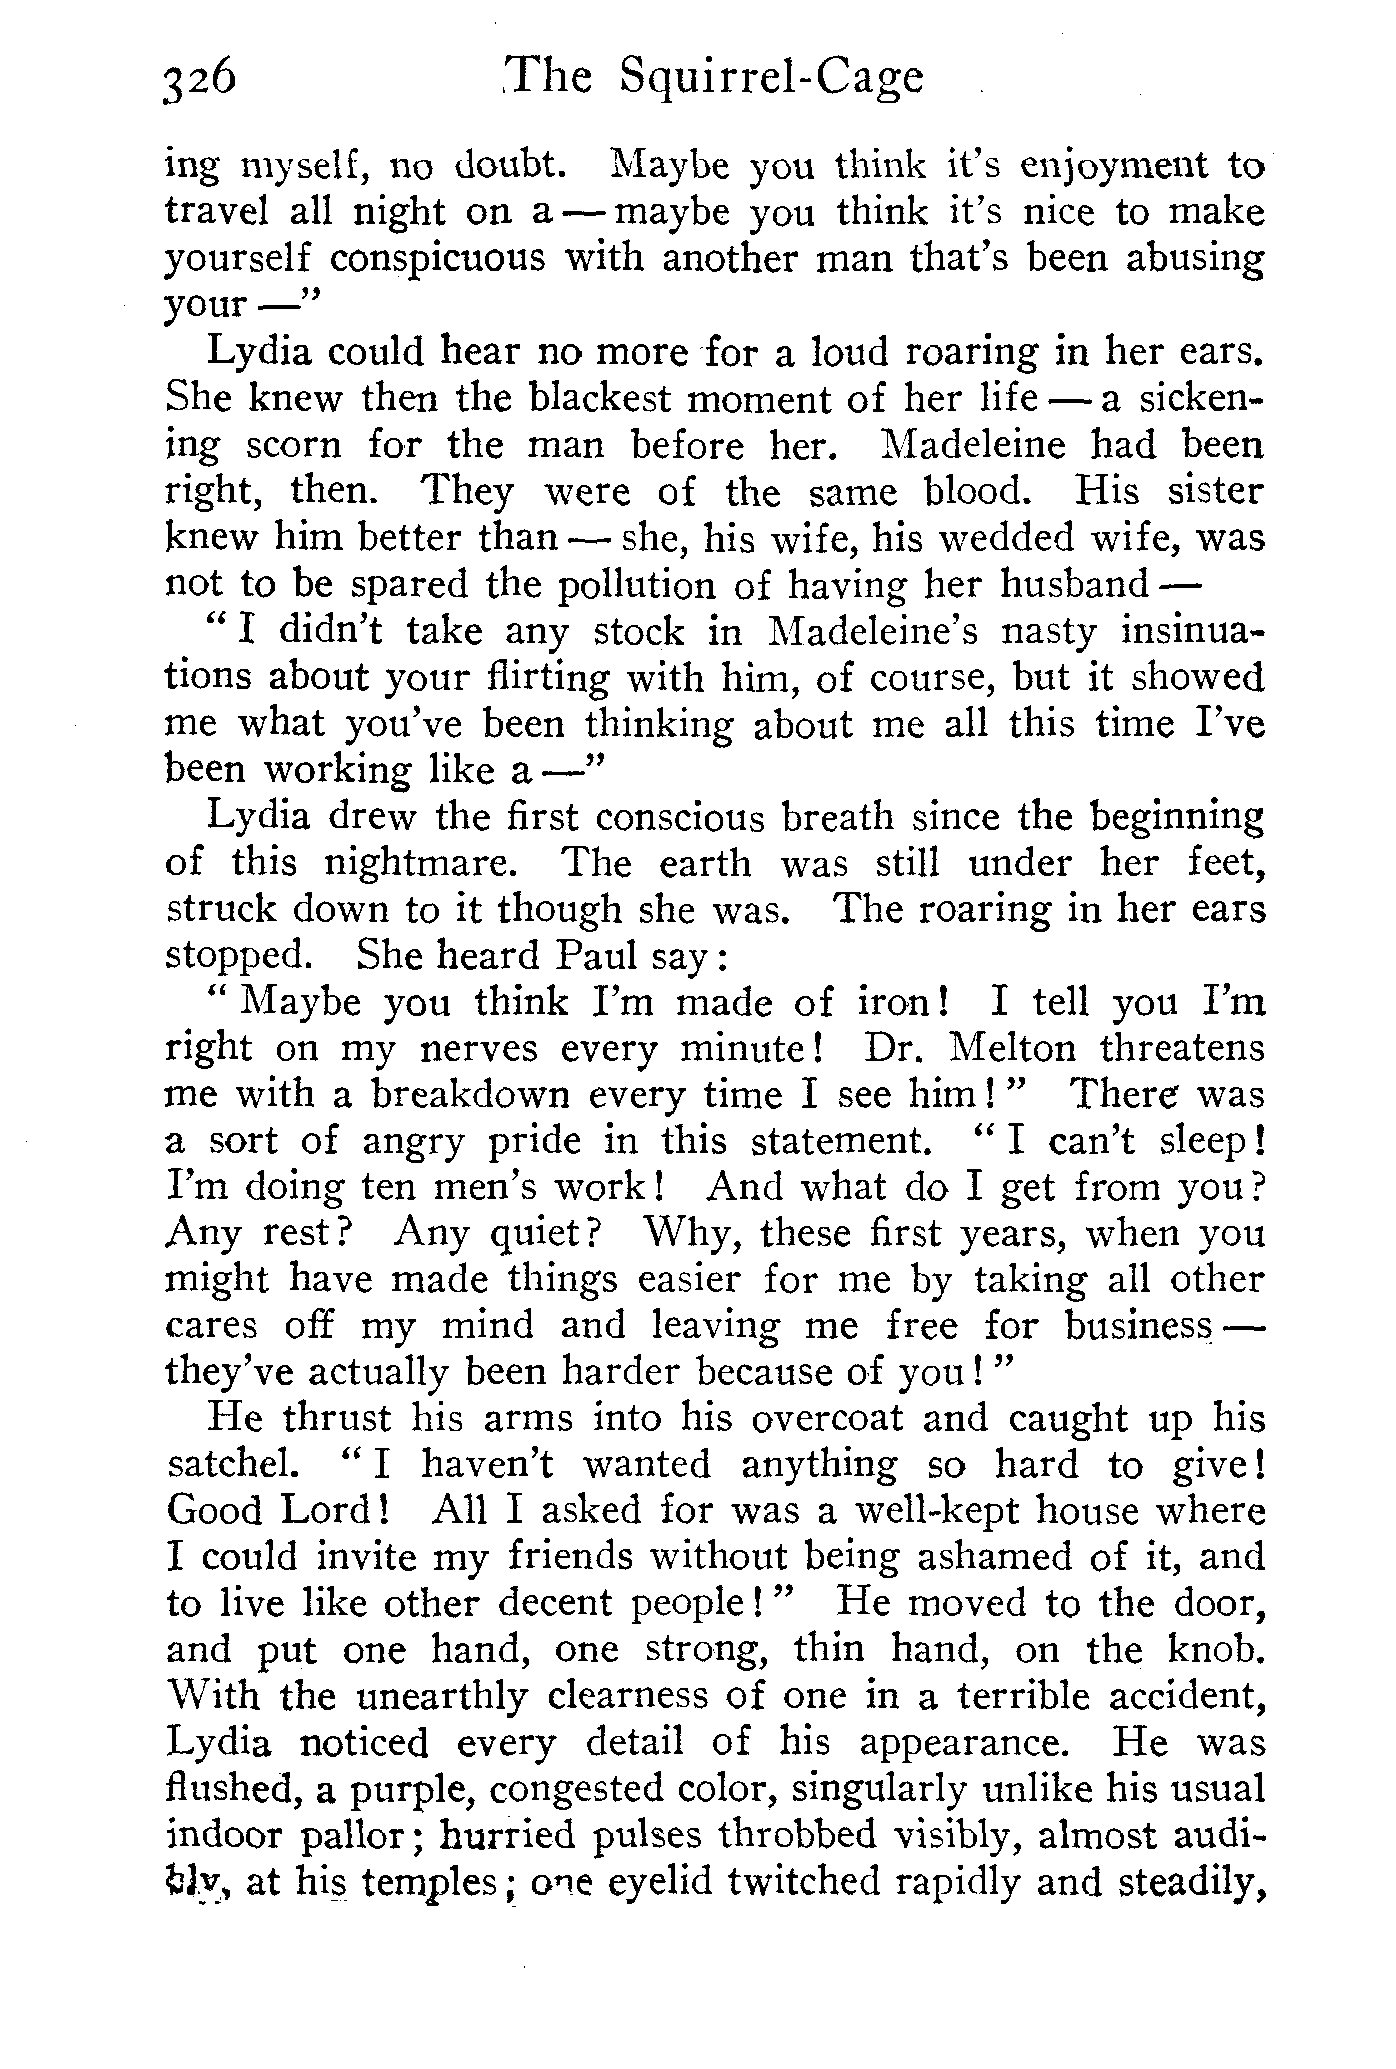 326 The Squirrel-Cage
ing myself, no doubt. Maybe you think it's enjoyment to
travel all night on a — maybe you think it's nice to make
yourself conspicuous with another man that's been abusing
your —”
Lydia could hear no more for a loud roaring in her ears.
She knew then the blackest moment of her life — a sicken-
ing scorn for the man before her. Madeleine had been
right, then. They were of the same blood. His sister
knew him better than — she, his wife, his wedded wife, was
not to be spared the pollution of having her husband —
“ I didn't take any stock in Madeleine's nasty insinua-
tions about your flirting with him, of course, but it showed
me what you've been thinking about me all this time I've
been working like a —”
Lydia drew the first conscious breath since the beginning
of this nightmare. The earth was still under her feet,
struck down to it though she was. The roaring in her ears
stopped. She heard Paul say :
“ Maybe you think I'm made of iron! I tell you I'm
right on my nerves every minute! Dr. Melton threatens
me with a breakdown every time I see him! ” There was
a sort of angry pride in this statement. “ I can't sleep!
I'm doing ten men's work! And what do I get from you?
Any rest? Any quiet? Why, these first years, when you
might have made things easier for me by taking all other
cares off my mind and leaving me free for business —
they've actually been harder because of you! ”
He thrust his arms into his overcoat and caught up his
satchel. “ I haven't wanted anything so hard to give!
Good Lord! All I asked for was a well-kept house where
I could invite my friends without being ashamed of it, and
to live like other decent people! ” He moved to the door,
and put one hand, one strong, thin hand, on the knob.
With the unearthly clearness of one in a terrible accident,
Lydia noticed every detail of his appearance. He was
flushed, a purple, congested color, singularly unlike his usual
indoor pallor; hurried pulses throbbed visibly, almost audi-
bly, at his temples; one eyelid twitched rapidly and steadily,